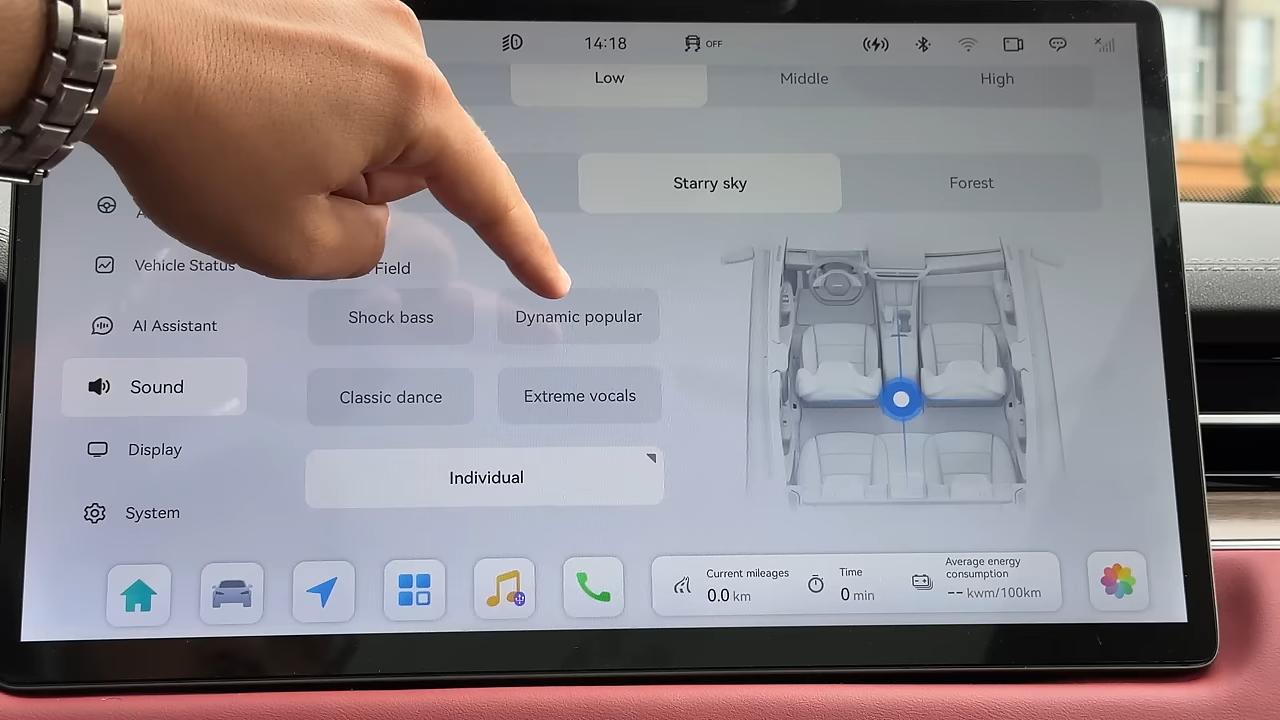 14:18
OFF
Low
Middle
High
Starry sky
Forest
Vehicle Status
Field
AI Assistant
Shock bass
Dynamic popular
Sound
Classic dance
Extreme vocals
Display
Individual
System
Current mileages
0.0 km
Time
0 min
Average energy
consumption
-- kwm/100km